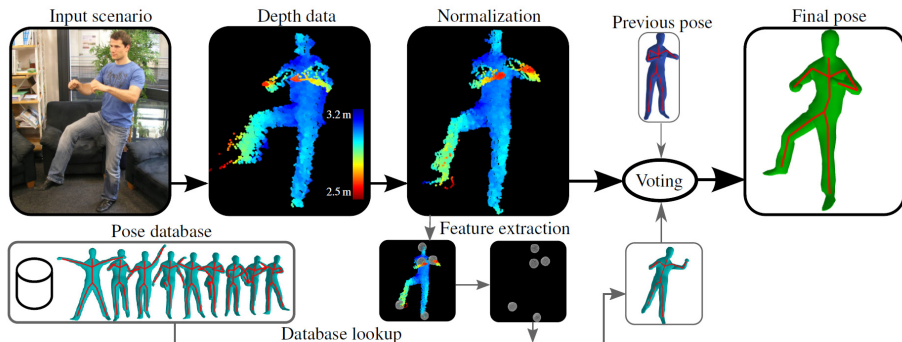 Input scenario
Depth data
Normalization
Previous pose
Final pose
3.2 m
2.5 m
Voting
Pose database
Feature extraction
Database lookup